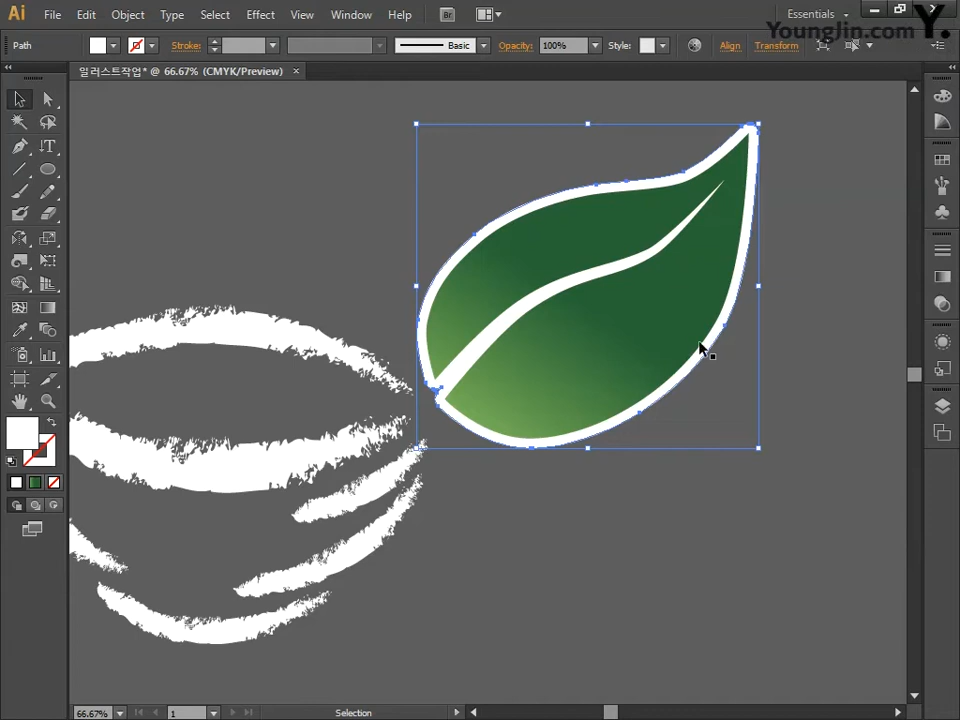 Ai File Edit Object Type Select Effect View Window Help Br Essentials
YoungJin.com Y.
Path Stroke: Basic Opacity: 100% Style: Align Transform
일러스트작업* @ 66.67% (CMYK/Preview) ×
T
66.67% 1 Selection